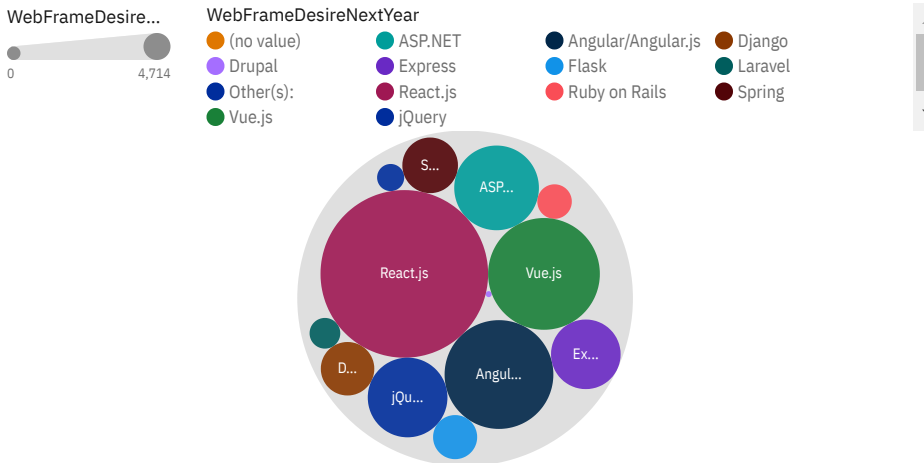 WebFrameDesire...
0 4,714
WebFrameDesireNextYear
(no value) ASP.NET Angular/Angular.js Django
Drupal Express Flask Laravel
Other(s): React.js Ruby on Rails Spring
Vue.js jQuery
S...
ASP...
React.js Vue.js
Ex...
D... Angul...
jQu...